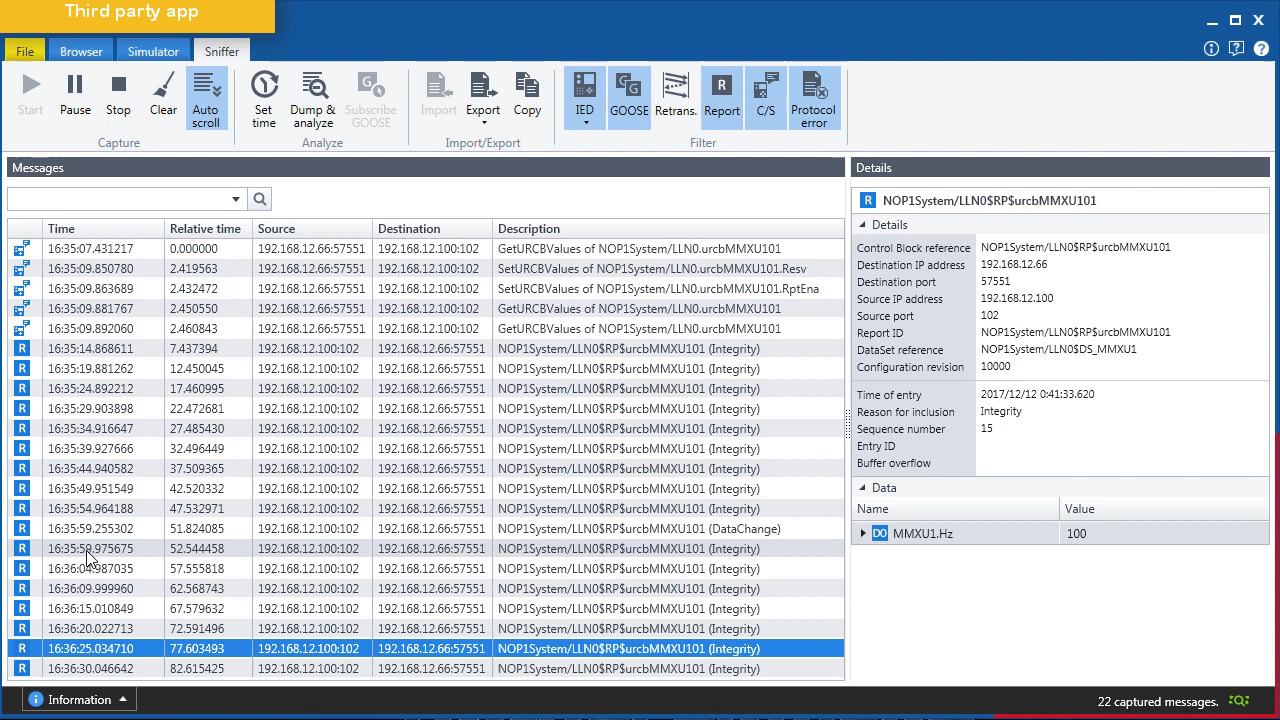 Third party app
File Browser Simulator Sniffer
Start Pause Stop Clear Auto scroll Set time Dump & analyze Subscribe GOOSE Import Export Copy IED GOOSE Retrans. Report C/S Protocol error
Capture Analyze Import/Export Filter
Messages
Time Relative time Source Destination Description
16:35:07.431217 0.000000 192.168.12.66:57551 192.168.12.100:102 GetURCBValues of NOP1System/LLN0.urcbMMXU101
16:35:09.850780 2.419563 192.168.12.66:57551 192.168.12.100:102 SetURCBValues of NOP1System/LLN0.urcbMMXU101.Resv
16:35:09.863689 2.432472 192.168.12.66:57551 192.168.12.100:102 SetURCBValues of NOP1System/LLN0.urcbMMXU101.RptEna
16:35:09.881767 2.450550 192.168.12.66:57551 192.168.12.100:102 GetURCBValues of NOP1System/LLN0.urcbMMXU101
16:35:09.892060 2.460843 192.168.12.66:57551 192.168.12.100:102 GetURCBValues of NOP1System/LLN0.urcbMMXU101
R 16:35:14.868611 7.437394 192.168.12.100:102 192.168.12.66:57551 NOP1System/LLN0$RP$urcbMMXU101 (Integrity)
R 16:35:19.881262 12.450045 192.168.12.100:102 192.168.12.66:57551 NOP1System/LLN0$RP$urcbMMXU101 (Integrity)
R 16:35:24.892212 17.460995 192.168.12.100:102 192.168.12.66:57551 NOP1System/LLN0$RP$urcbMMXU101 (Integrity)
R 16:35:29.903898 22.472681 192.168.12.100:102 192.168.12.66:57551 NOP1System/LLN0$RP$urcbMMXU101 (Integrity)
R 16:35:34.916647 27.485430 192.168.12.100:102 192.168.12.66:57551 NOP1System/LLN0$RP$urcbMMXU101 (Integrity)
R 16:35:39.927666 32.496449 192.168.12.100:102 192.168.12.66:57551 NOP1System/LLN0$RP$urcbMMXU101 (Integrity)
R 16:35:44.940582 37.509365 192.168.12.100:102 192.168.12.66:57551 NOP1System/LLN0$RP$urcbMMXU101 (Integrity)
R 16:35:49.951549 42.520332 192.168.12.100:102 192.168.12.66:57551 NOP1System/LLN0$RP$urcbMMXU101 (Integrity)
R 16:35:54.964188 47.532971 192.168.12.100:102 192.168.12.66:57551 NOP1System/LLN0$RP$urcbMMXU101 (Integrity)
R 16:35:59.255302 51.824085 192.168.12.100:102 192.168.12.66:57551 NOP1System/LLN0$RP$urcbMMXU101 (DataChange)
R 16:35:59.975675 52.544458 192.168.12.100:102 192.168.12.66:57551 NOP1System/LLN0$RP$urcbMMXU101 (Integrity)
R 16:36:04.987035 57.555818 192.168.12.100:102 192.168.12.66:57551 NOP1System/LLN0$RP$urcbMMXU101 (Integrity)
R 16:36:09.999960 62.568743 192.168.12.100:102 192.168.12.66:57551 NOP1System/LLN0$RP$urcbMMXU101 (Integrity)
R 16:36:15.010849 67.579632 192.168.12.100:102 192.168.12.66:57551 NOP1System/LLN0$RP$urcbMMXU101 (Integrity)
R 16:36:20.022713 72.591496 192.168.12.100:102 192.168.12.66:57551 NOP1System/LLN0$RP$urcbMMXU101 (Integrity)
R 16:36:25.034710 77.603493 192.168.12.100:102 192.168.12.66:57551 NOP1System/LLN0$RP$urcbMMXU101 (Integrity)
R 16:36:30.046642 82.615425 192.168.12.100:102 192.168.12.66:57551 NOP1System/LLN0$RP$urcbMMXU101 (Integrity)
Details
R NOP1System/LLN0$RP$urcbMMXU101
Details
Control Block reference NOP1System/LLN0$RP$urcbMMXU101
Destination IP address 192.168.12.66
Destination port 57551
Source IP address 192.168.12.100
Source port 102
Report ID NOP1System/LLN0$RP$urcbMMXU101
DataSet reference NOP1System/LLN0$DS_MMXU1
Configuration revision 10000
Time of entry 2017/12/12 0:41:33.620
Reason for inclusion Integrity
Sequence number 15
Entry ID
Buffer overflow
Data
Name Value
DO MMXU1.Hz 100
Information
22 captured messages.